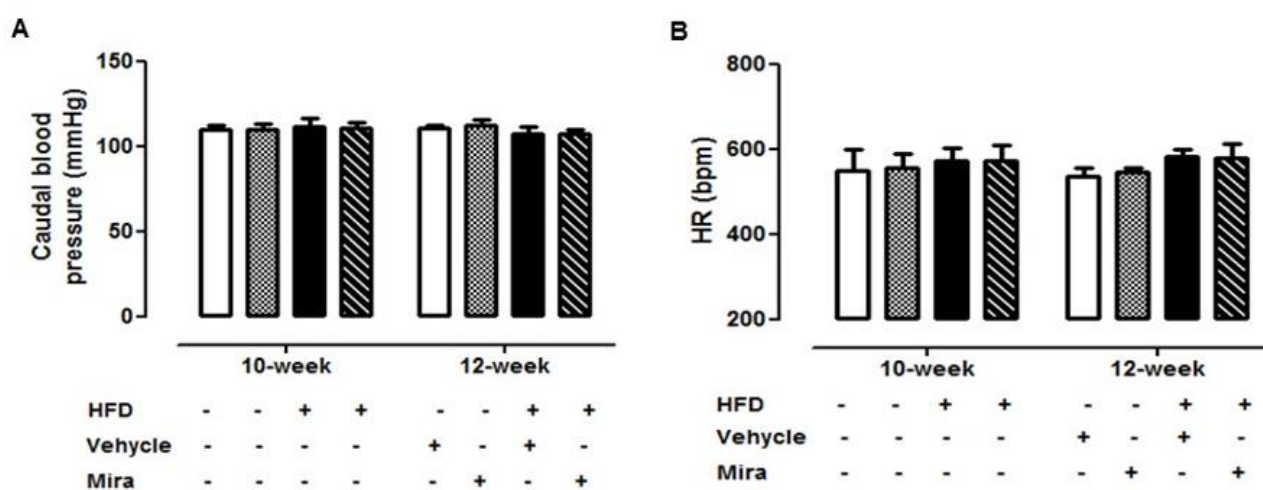 A
Caudal blood
pressure (mmHg)
150
100
50
0
10-week
12-week
HFD - - + + - - + +
Vehycle - - - - + - + -
Mira - - - - - + - +
B
HR (bpm)
800
600
400
200
10-week
12-week
HFD - - + + - - + +
Vehycle - - - - + - + -
Mira - - - - - + - +